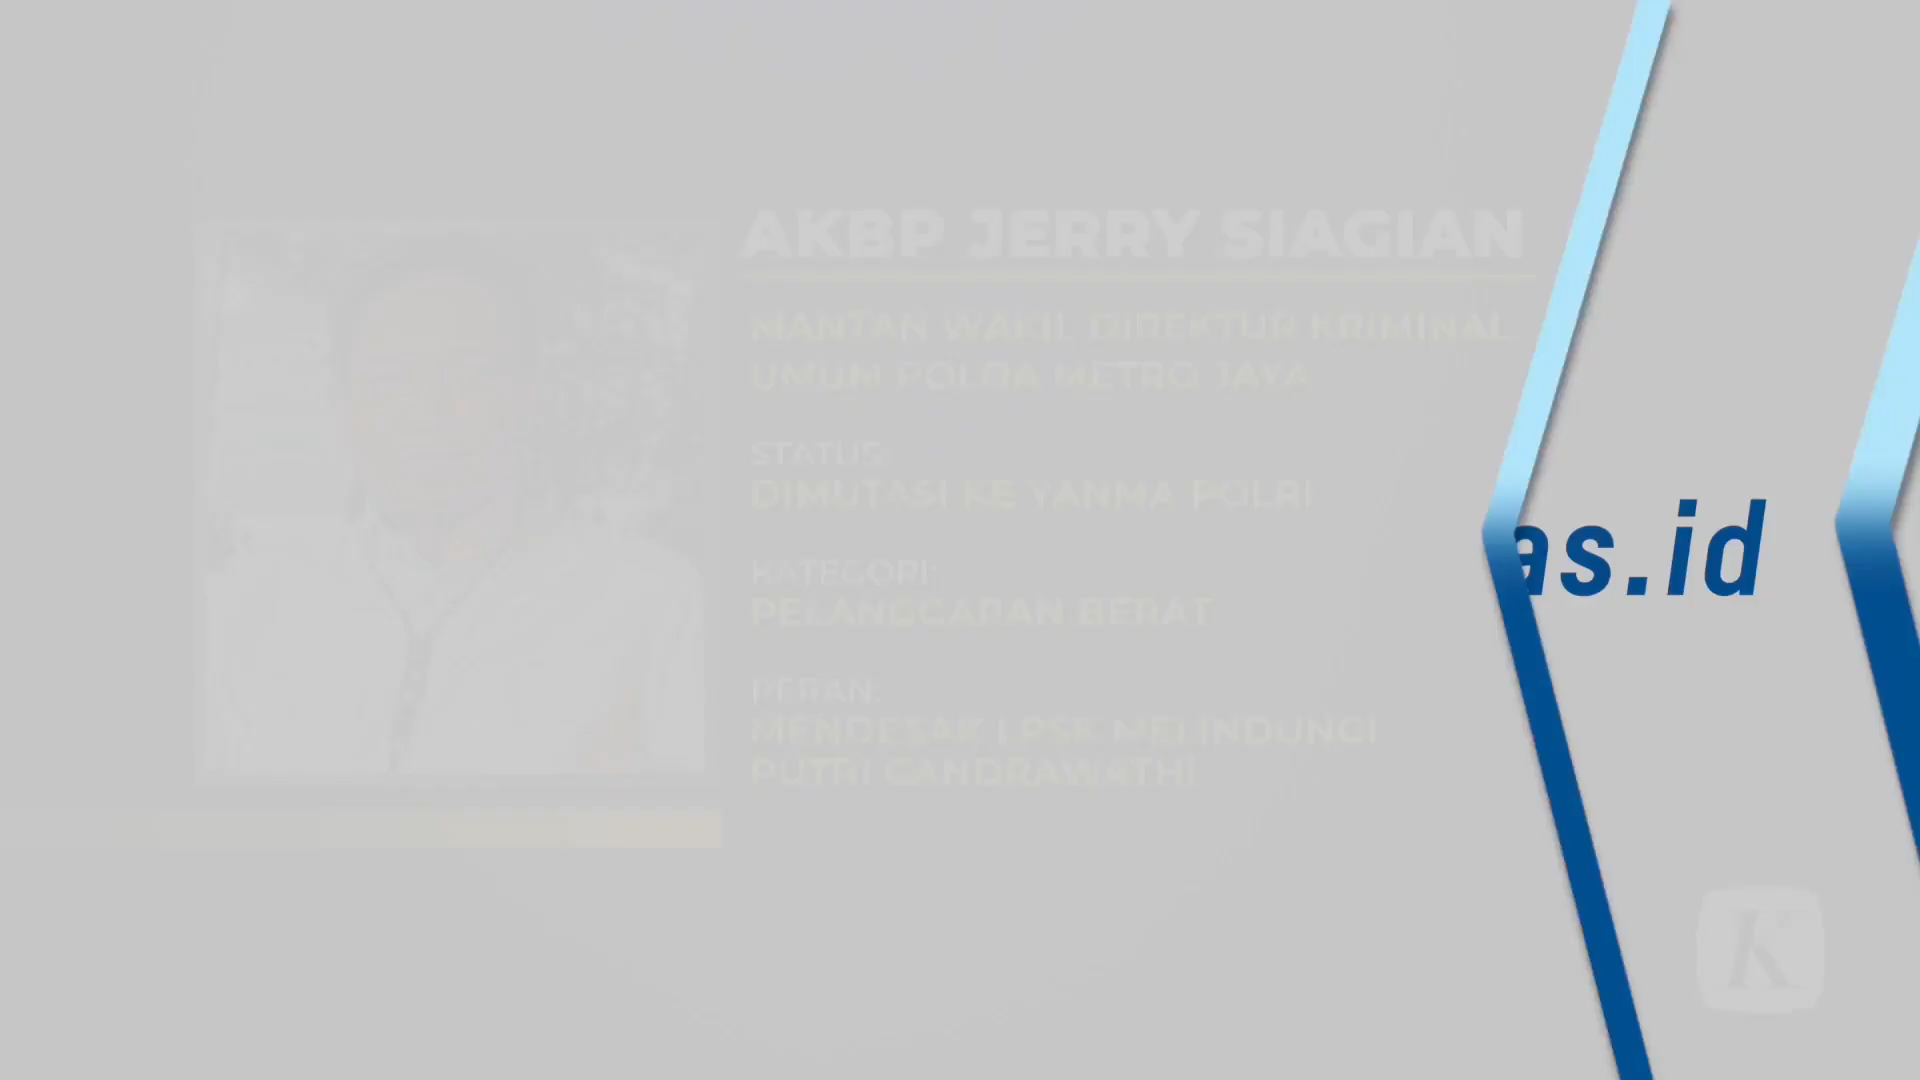 AKBP JERRY SIAGIAN
MANTAN WAKIL DIREKTUR KRIMINAL
UMUM POLDA METRO JAYA
STATUS:
DIMUTASI KE YANMA POLRI
KATEGORI:
PELANGGARAN BERAT
PERAN:
MENDESAK LPSK MELINDUNGI
PUTRI CANDRAWATHI
as.id
K